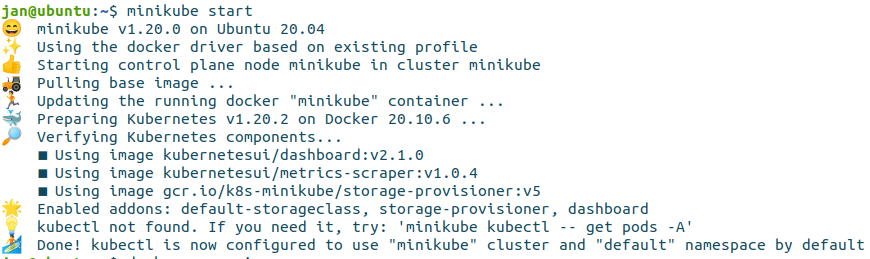 jan@ubuntu:~$ minikube start
😄 minikube v1.20.0 on Ubuntu 20.04
✨ Using the docker driver based on existing profile
👍 Starting control plane node minikube in cluster minikube
🚜 Pulling base image ...
🏃 Updating the running docker "minikube" container ...
🐳 Preparing Kubernetes v1.20.2 on Docker 20.10.6 ...
🔎 Verifying Kubernetes components...
■ Using image kubernetesui/dashboard:v2.1.0
■ Using image kubernetesui/metrics-scraper:v1.0.4
■ Using image gcr.io/k8s-minikube/storage-provisioner:v5
🌟 Enabled addons: default-storageclass, storage-provisioner, dashboard
💡 kubectl not found. If you need it, try: 'minikube kubectl -- get pods -A'
🏄 Done! kubectl is now configured to use "minikube" cluster and "default" namespace by default